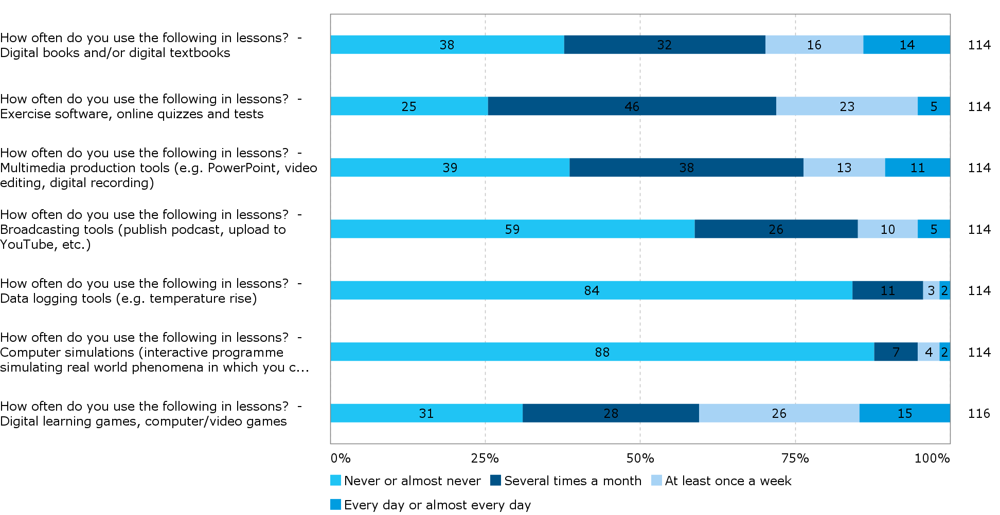 How often do you use the following in lessons?  -
Digital books and/or digital textbooks
38 32 16 14 114
How often do you use the following in lessons?  -
Exercise software, online quizzes and tests
25 46 23 5 114
How often do you use the following in lessons?  -
Multimedia production tools (e.g. PowerPoint, video
editing, digital recording)
39 38 13 11 114
How often do you use the following in lessons?  -
Broadcasting tools (publish podcast, upload to
YouTube, etc.)
59 26 10 5 114
How often do you use the following in lessons?  -
Data logging tools (e.g. temperature rise)
84 11 3 2 114
How often do you use the following in lessons?  -
Computer simulations (interactive programme
simulating real world phenomena in which you c...
88 7 4 2 114
How often do you use the following in lessons?  -
Digital learning games, computer/video games
31 28 26 15 116
0% 25% 50% 75% 100%
Never or almost never Several times a month At least once a week
Every day or almost every day